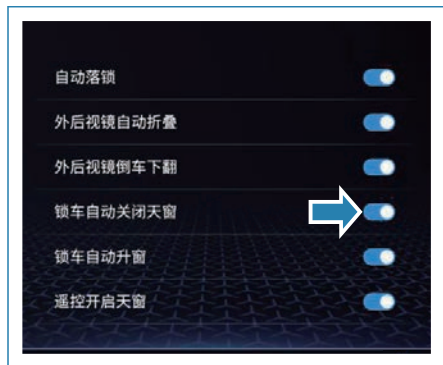 自动落锁
外后视镜自动折叠
外后视镜倒车下翻
锁车自动关闭天窗
锁车自动升窗
遥控开启天窗